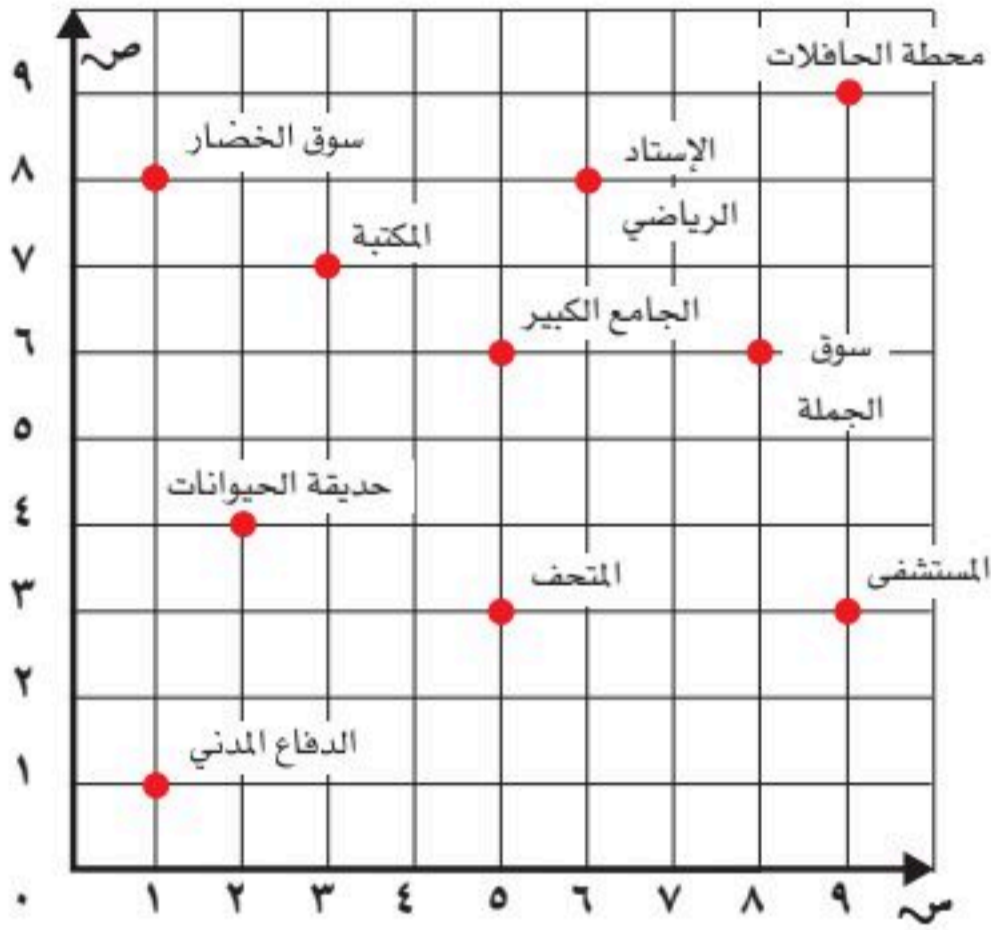 ص
محطة الحافلات
٩
سوق الخضار
الإستاد
٨
الرياضي
المكتبة
٧
الجامع الكبير
سوق
٦
الجملة
٥
حديقة الحيوانات
٤
المتحف
المستشفى
٣
٢
الدفاع المدني
١
٠ ١ ٢ ٣ ٤ ٥ ٦ ٧ ٨ ٩ س